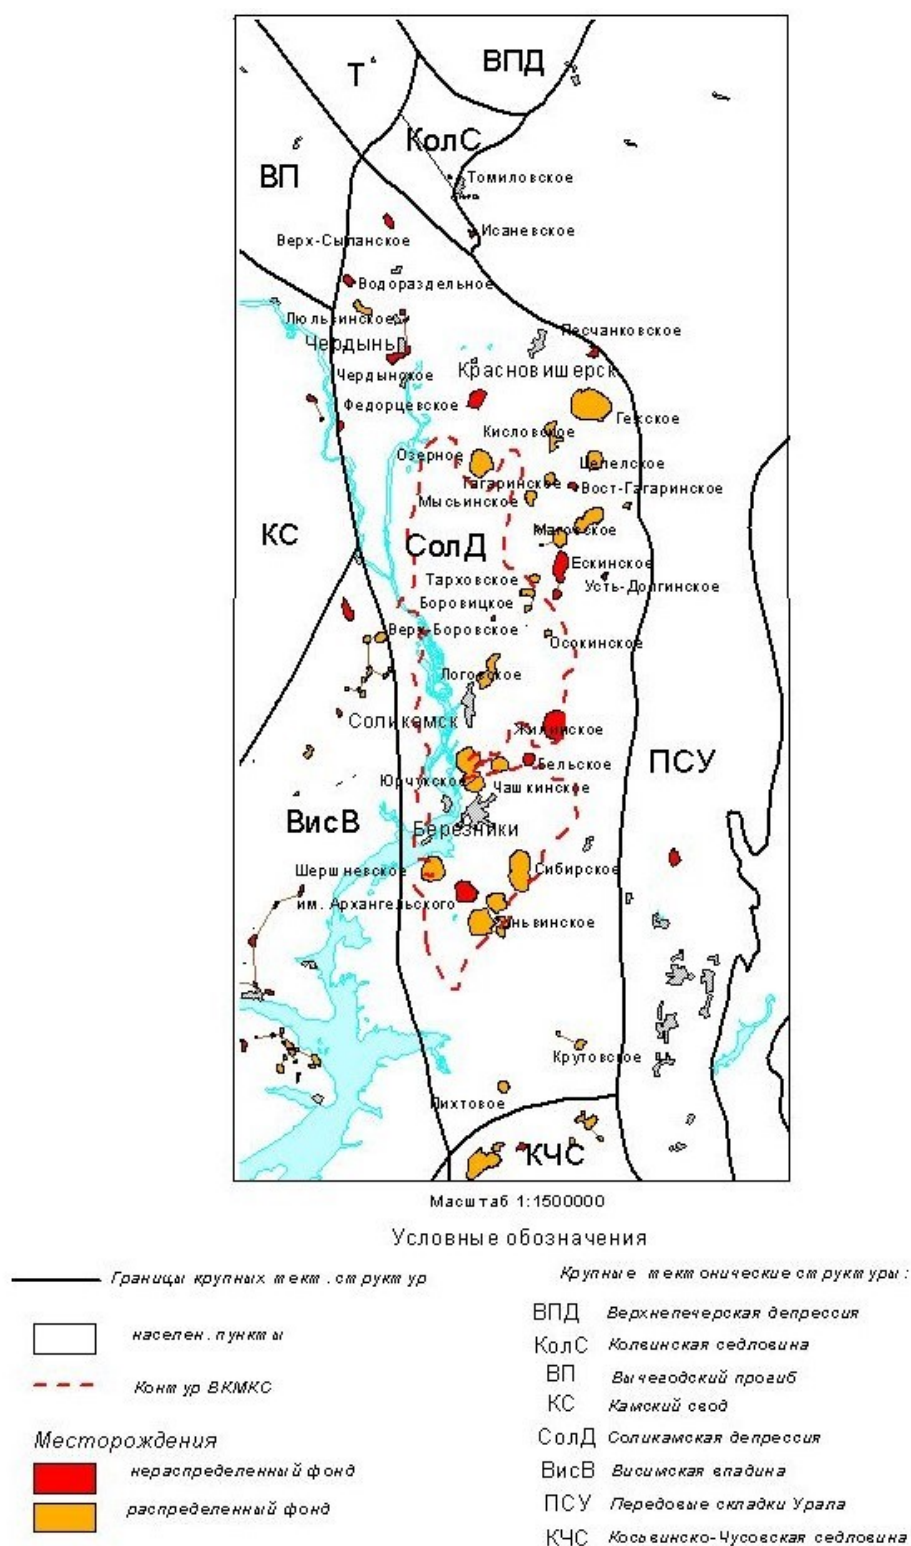 ВПД
Т
КолС
ВП
Томиловское
Исаневское
Верх-Сыпанское
Водораздельное
Люльвинское
Песчанковское
Чердынь
Красновишерск
Чердынское
Федорцевское
Гежское
Кисловское
Озерное
Цепелское
Гагаринское
Вост-Гагаринское
Мысьинское
КС
Маговское
СолД
Ескинское
Тарховское
Усть-Долгинское
Боровицкое
Верх-Боровское
Осокинское
Логовское
Соликамск
Жилинское
ПСУ
Бельское
Юрчукское
Чашкинское
ВисВ
Березники
Шершневское
Сибирское
им. Архангельского
Уньвинское
Крутовское
Пихтовое
КЧС
Масштаб 1:1500000
Условные обозначения
Границы крупных тект. структур
населен. пункты
Контур ВКМКС
Месторождения
нераспределенный фонд
распределенный фонд
Крупные тектонические структуры:
ВПД Верхнепечерская депрессия
КолС Колвинская седловина
ВП Вычегодский прогиб
КС Камский свод
СолД Соликамская депрессия
ВисВ Висимская впадина
ПСУ Передовые складки Урала
КЧС Косьвинско-Чусовская седловина